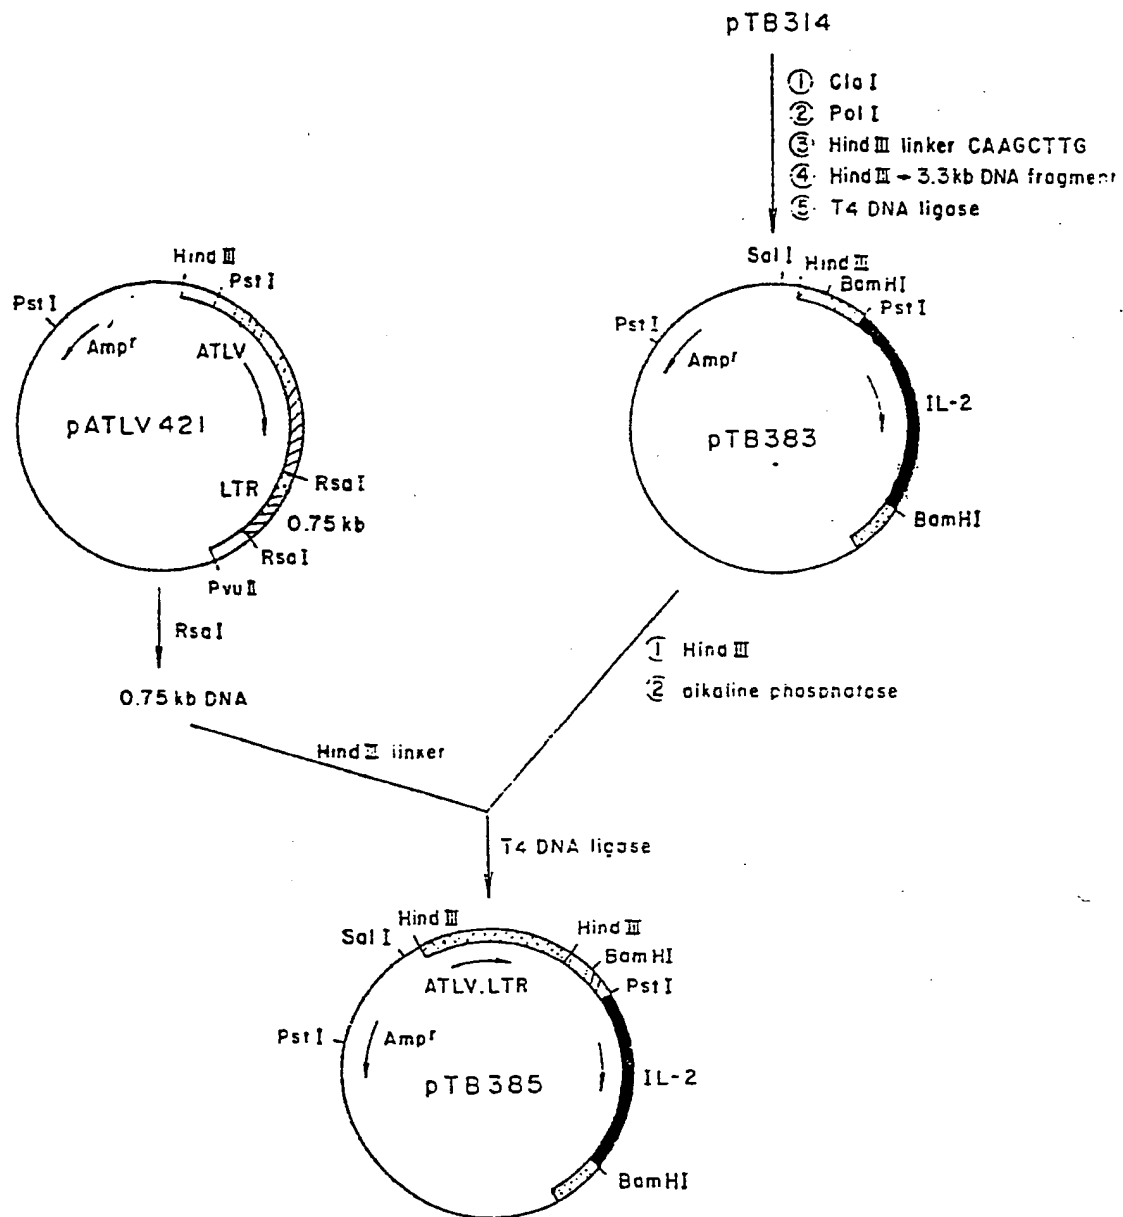 pTB314
① Cla I
② Pol I
③ Hind III linker CAAGCTTG
④ Hind III → 3.3kb DNA fragment
⑤ T4 DNA ligase
Hind III
Pst I
Pst I
Ampr
ATLV
pATLV421
LTR
Rsa I
0.75 kb
Rsa I
Pvu II
Rsa I
0.75 kb DNA
Sal I
Hind III
BamHI
Pst I
Pst I
Ampr
IL-2
pTB383
BamHI
① Hind III
② alkaline phosphatase
Hind III linker
T4 DNA ligase
Hind III
Sal I
Hind III
BamHI
Pst I
ATLV.LTR
Pst I
Ampr
pTB385
IL-2
BamHI